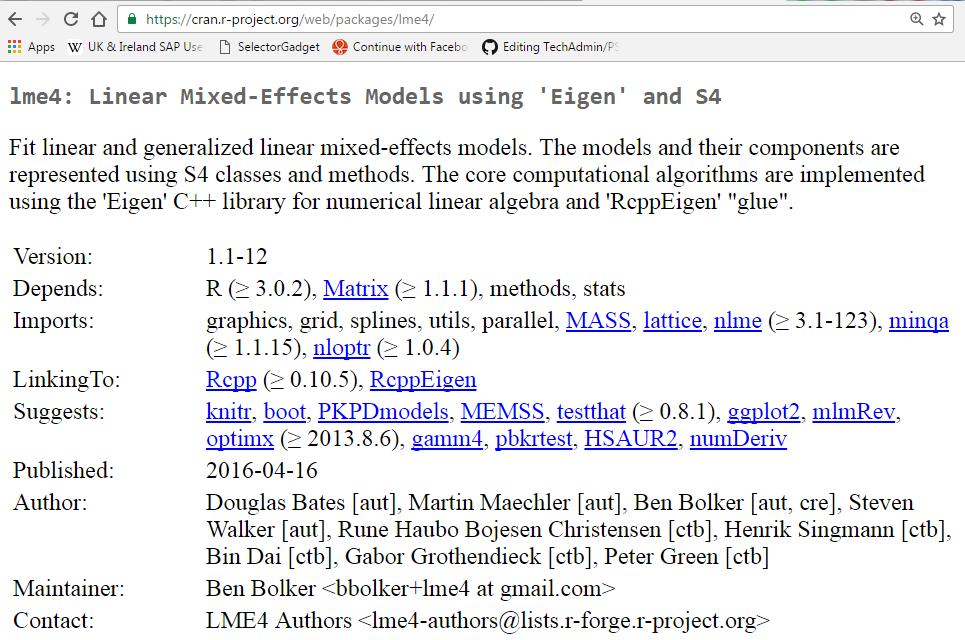 https://cran.r-project.org/web/packages/lme4/
Apps W UK & Ireland SAP Use SelectorGadget Continue with Facebo Editing TechAdmin/PS
lme4: Linear Mixed-Effects Models using 'Eigen' and S4
Fit linear and generalized linear mixed-effects models. The models and their components are
represented using S4 classes and methods. The core computational algorithms are implemented
using the 'Eigen' C++ library for numerical linear algebra and 'RcppEigen' "glue".
Version: 1.1-12
Depends: R (≥ 3.0.2), Matrix (≥ 1.1.1), methods, stats
Imports: graphics, grid, splines, utils, parallel, MASS, lattice, nlme (≥ 3.1-123), minqa
(≥ 1.1.15), nloptr (≥ 1.0.4)
LinkingTo: Rcpp (≥ 0.10.5), RcppEigen
Suggests: knitr, boot, PKPDmodels, MEMSS, testthat (≥ 0.8.1), ggplot2, mlmRev,
optimx (≥ 2013.8.6), gamm4, pbkrtest, HSAUR2, numDeriv
Published: 2016-04-16
Author: Douglas Bates [aut], Martin Maechler [aut], Ben Bolker [aut, cre], Steven
Walker [aut], Rune Haubo Bojesen Christensen [ctb], Henrik Singmann [ctb],
Bin Dai [ctb], Gabor Grothendieck [ctb], Peter Green [ctb]
Maintainer: Ben Bolker <bbolker+lme4 at gmail.com>
Contact: LME4 Authors <lme4-authors@lists.r-forge.r-project.org>